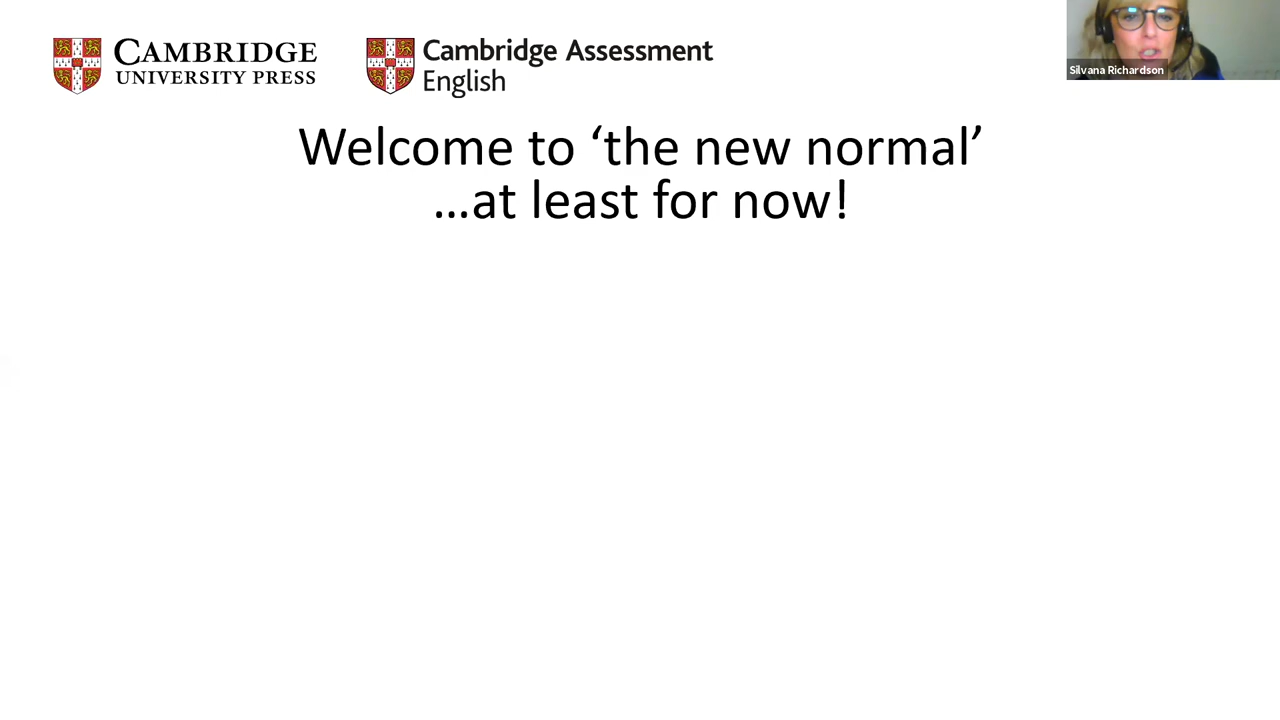 CAMBRIDGE
UNIVERSITY PRESS
Cambridge Assessment
English
Silvana Richardson
Welcome to ‘the new normal’
…at least for now!